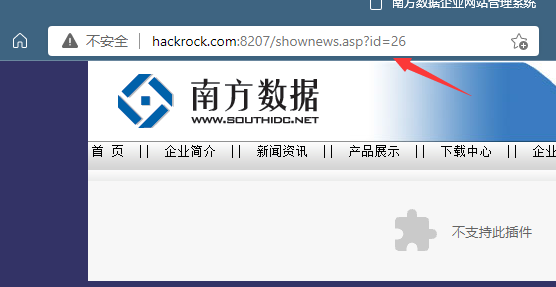 南方数据企业网站管理系统
不安全 | hackrock.com:8207/shownews.asp?id=26
南方数据
WWW.SOUTHIDC.NET
首 页 || 企业简介 || 新闻资讯 || 产品展示 || 下载中心 || 企业
不支持此插件